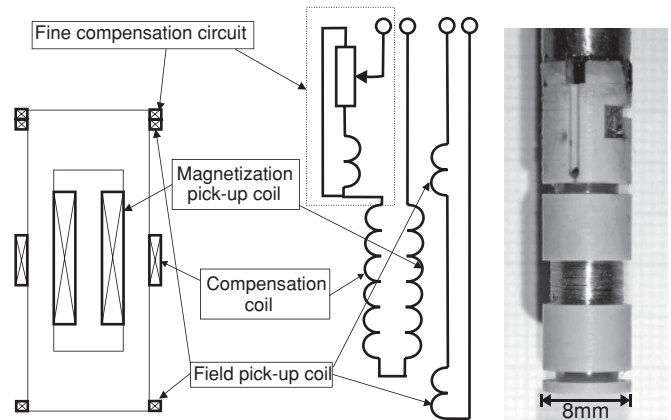 Fine compensation circuit
Magnetization
pick-up coil
Compensation
coil
Field pick-up coil
8mm